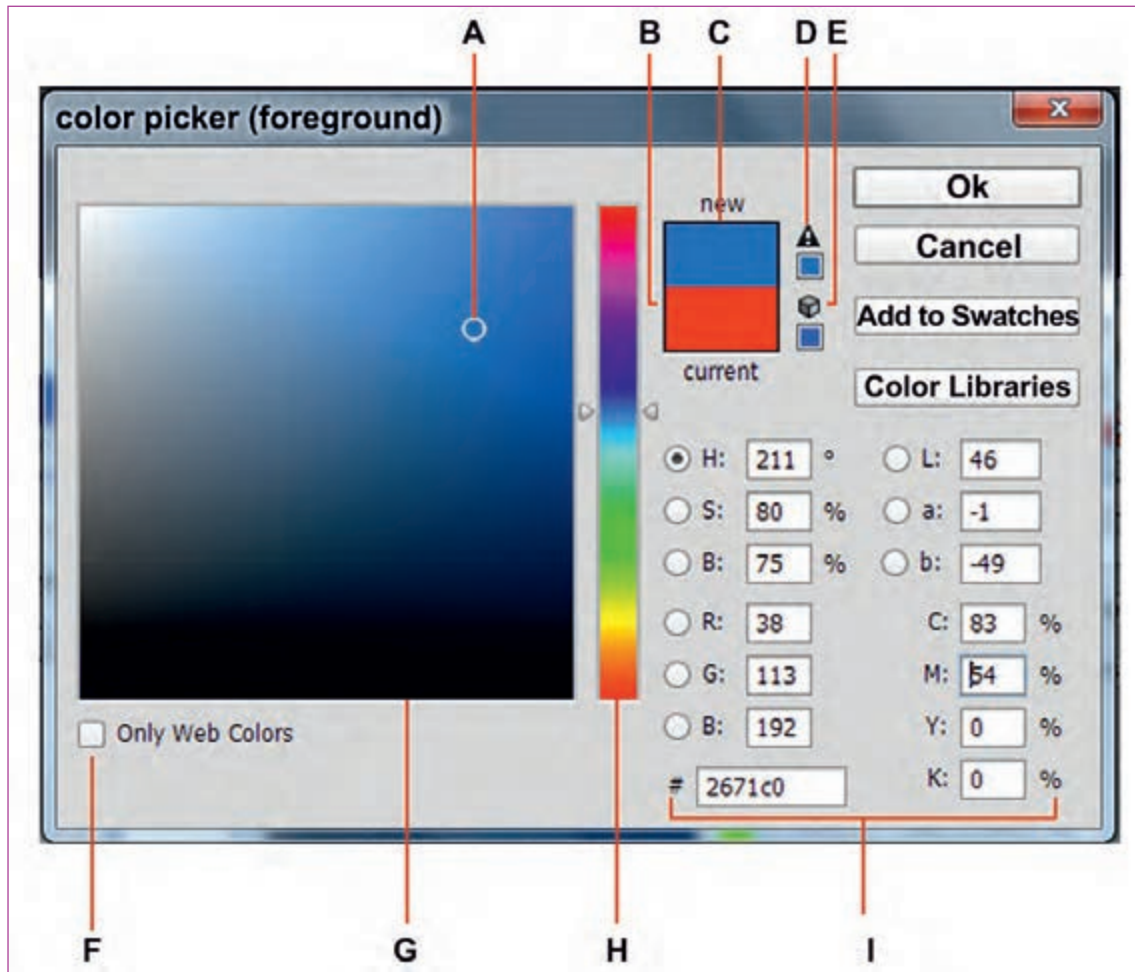 A B C D E
color picker (foreground)
x
new
current
Ok
Cancel
Add to Swatches
Color Libraries
H: 211 °
S: 80 %
B: 75 %
R: 38
G: 113
B: 192
# 2671c0
L: 46
a: -1
b: -49
C: 83 %
M: 54 %
Y: 0 %
K: 0 %
Only Web Colors
F G H I